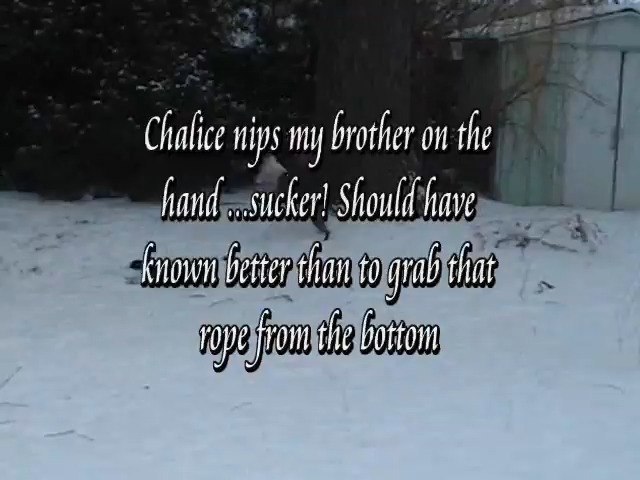 Chalice nips my brother on the
hand ...sucker! Should have
known better than to grab that
rope from the bottom